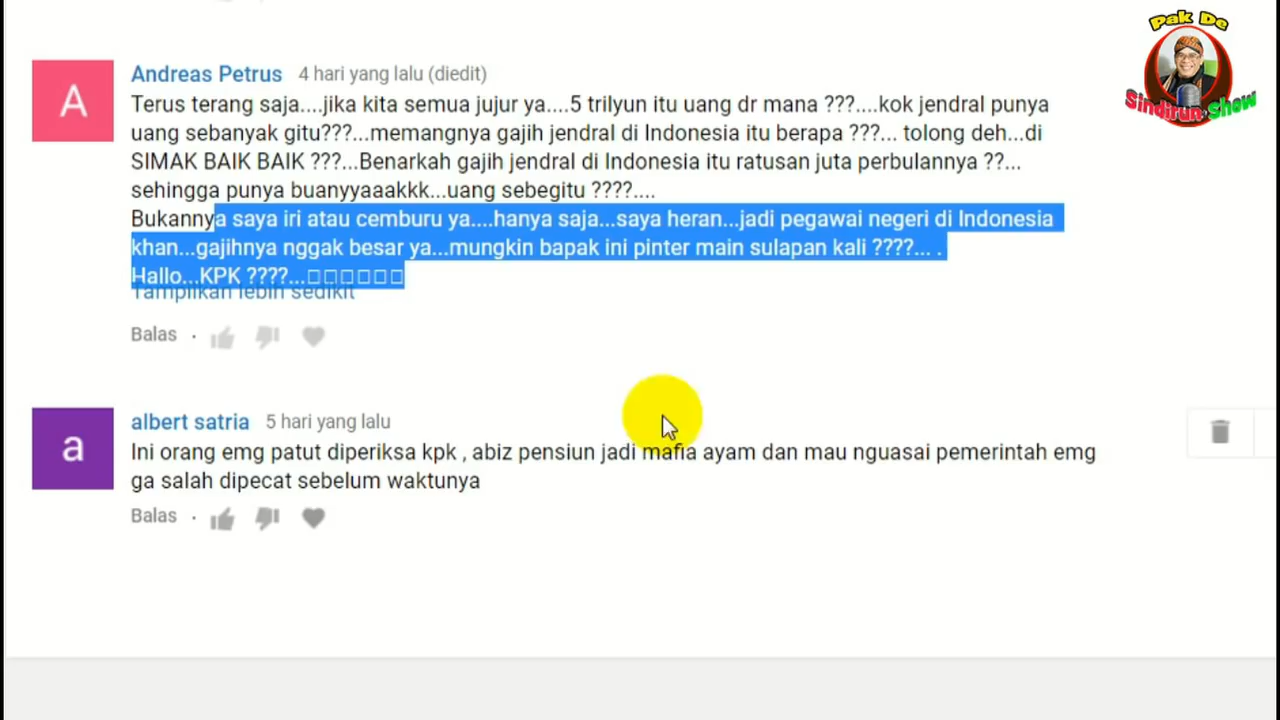 Pak De
Sindirun Show
A
Andreas Petrus 4 hari yang lalu (diedit)
Terus terang saja....jika kita semua jujur ya....5 trilyun itu uang dr mana ???....kok jendral punya
uang sebanyak gitu???...memangnya gajih jendral di Indonesia itu berapa ???... tolong deh...di
SIMAK BAIK BAIK ???...Benarkah gajih jendral di Indonesia itu ratusan juta perbulannya ??...
sehingga punya buanyyaaakkk...uang sebegitu ????....
Bukannya saya iri atau cemburu ya....hanya saja...saya heran...jadi pegawai negeri di Indonesia
khan...gajihnya nggak besar ya...mungkin bapak ini pinter main sulapan kali ????... .
Hallo...KPK ????...□□□□□□
Tampilkan lebih sedikit
Balas ·
a
albert satria 5 hari yang lalu
Ini orang emg patut diperiksa kpk , abiz pensiun jadi mafia ayam dan mau nguasai pemerintah emg
ga salah dipecat sebelum waktunya
Balas ·